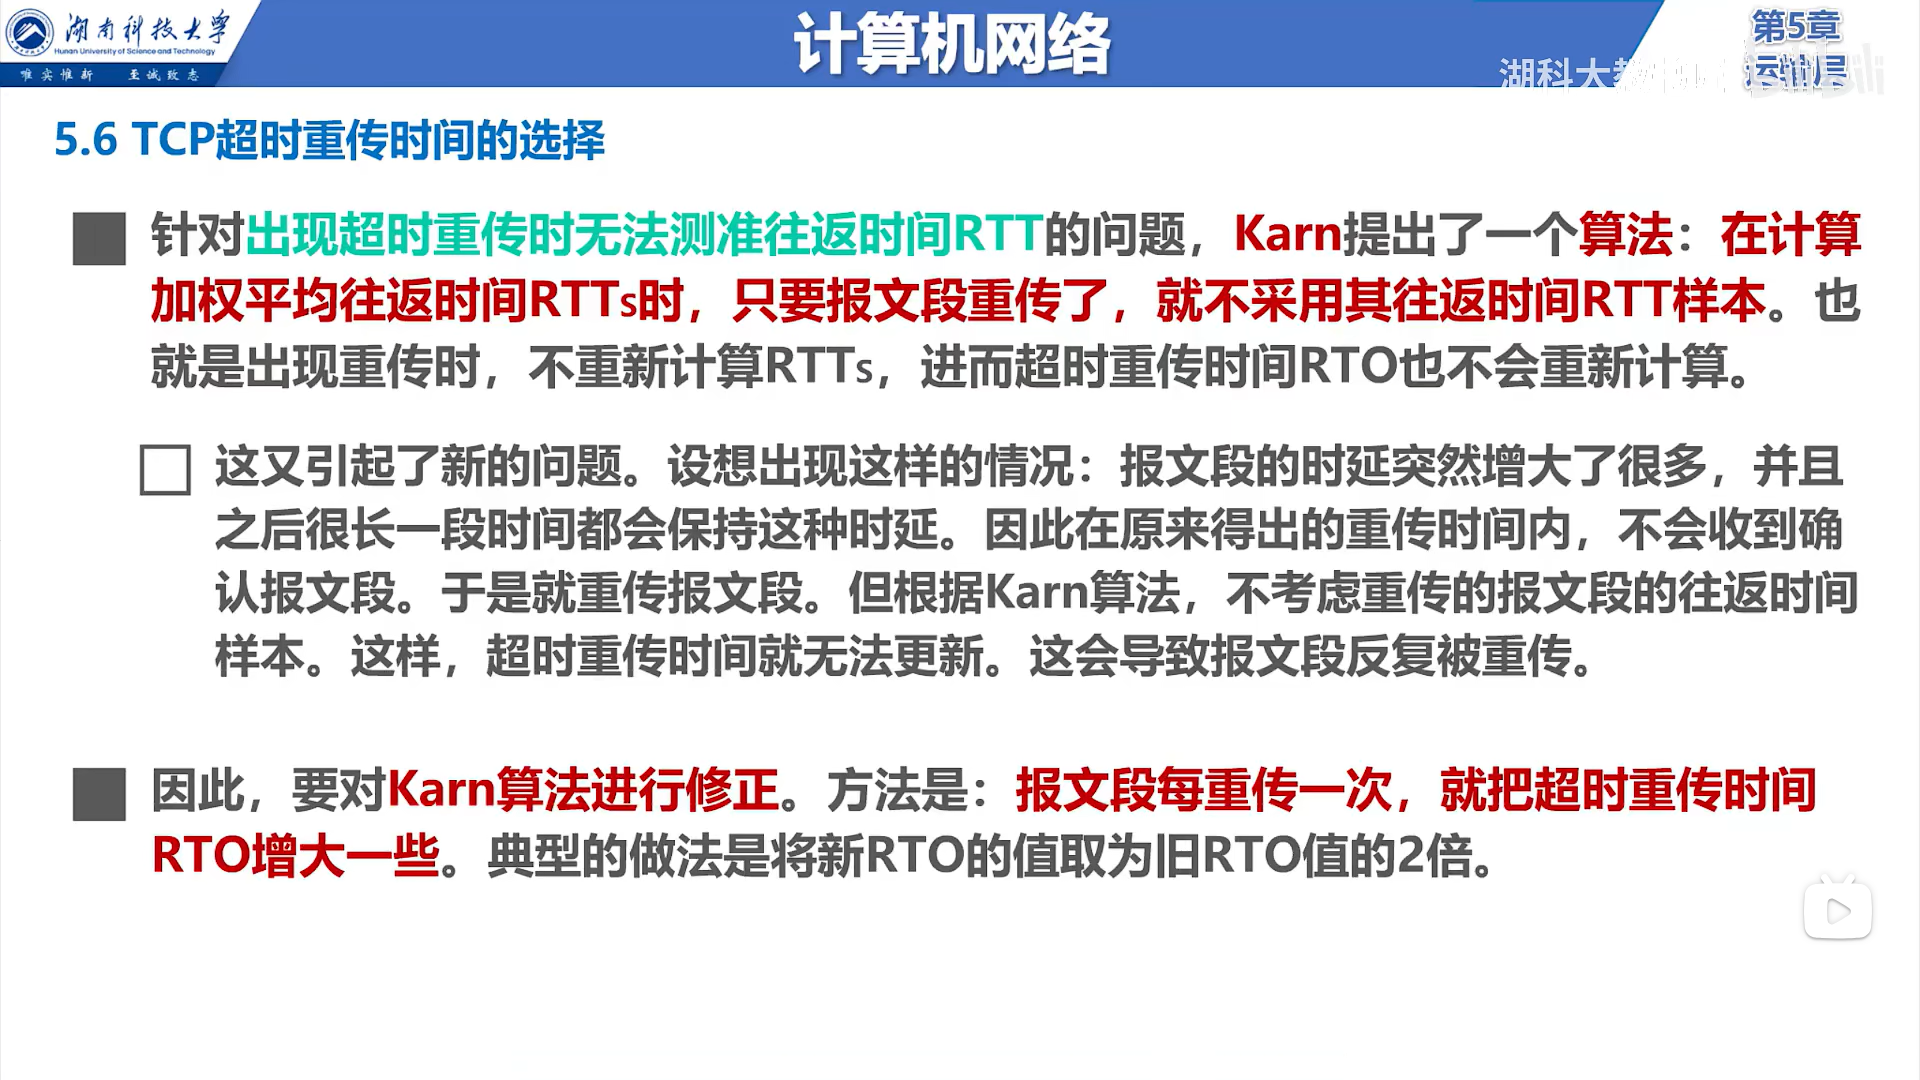 湖南科技大学
Hunan University of Science and Technology
唯实惟新 至诚致志
计算机网络
第5章
运输层
湖科大教
5.6 TCP超时重传时间的选择
针对出现超时重传时无法测准往返时间RTT的问题，Karn提出了一个算法：在计算
加权平均往返时间RTTs时，只要报文段重传了，就不采用其往返时间RTT样本。也
就是出现重传时，不重新计算RTTs，进而超时重传时间RTO也不会重新计算。
这又引起了新的问题。设想出现这样的情况：报文段的时延突然增大了很多，并且
之后很长一段时间都会保持这种时延。因此在原来得出的重传时间内，不会收到确
认报文段。于是就重传报文段。但根据Karn算法，不考虑重传的报文段的往返时间
样本。这样，超时重传时间就无法更新。这会导致报文段反复被重传。
因此，要对Karn算法进行修正。方法是：报文段每重传一次，就把超时重传时间
RTO增大一些。典型的做法是将新RTO的值取为旧RTO值的2倍。